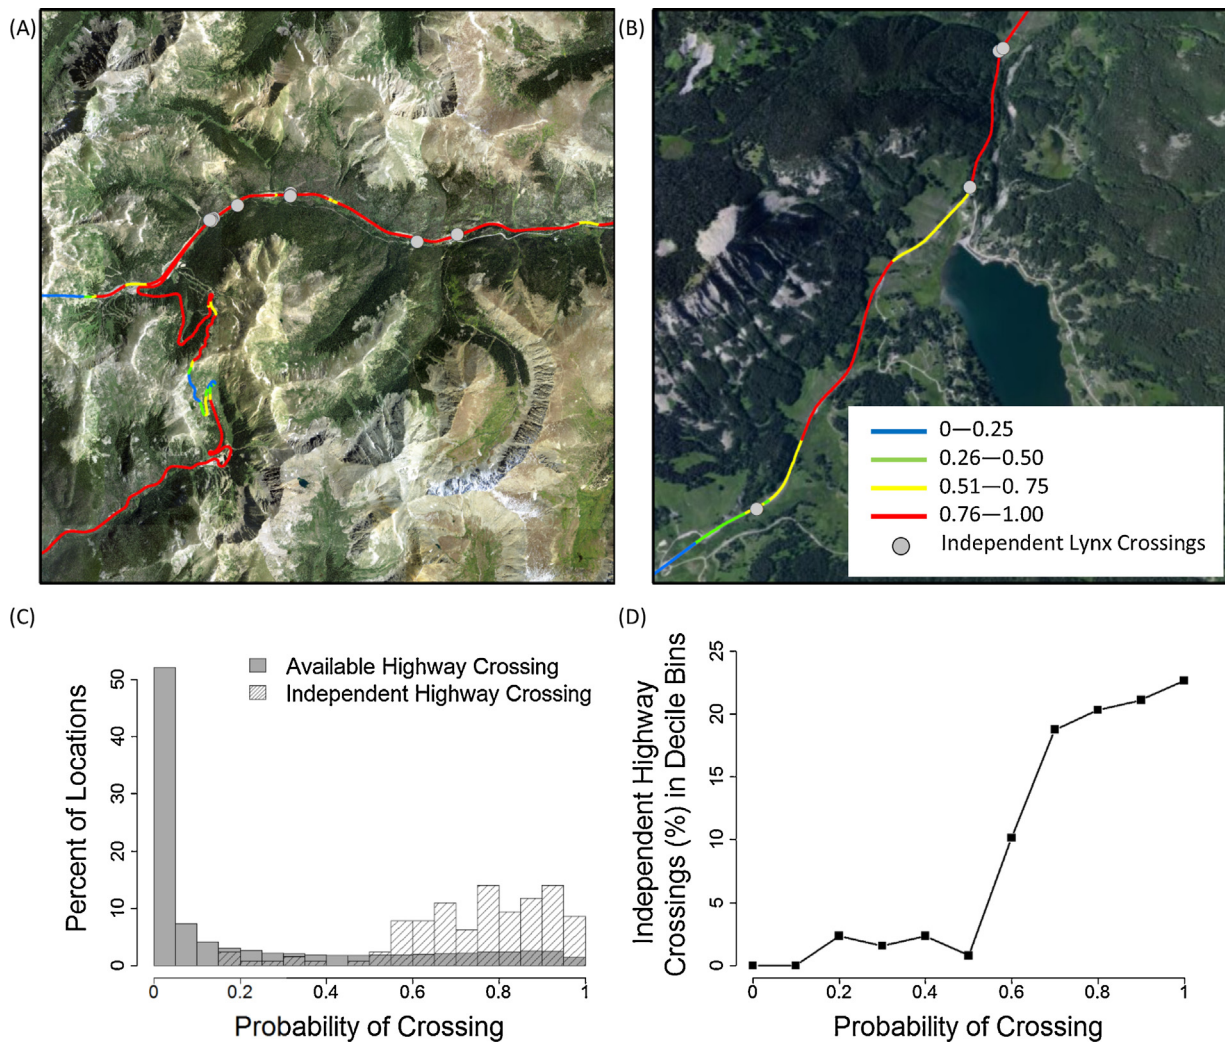 (A)
(B)
0—0.25
0.26—0.50
0.51—0. 75
0.76—1.00
Independent Lynx Crossings
(C)
Available Highway Crossing
Independent Highway Crossing
Percent of Locations
50
40
30
20
10
0
0
0.2
0.4
0.6
0.8
1
Probability of Crossing
(D)
Independent Highway
Crossings (%) in Decile Bins
25
20
15
10
5
0
0
0.2
0.4
0.6
0.8
1
Probability of Crossing